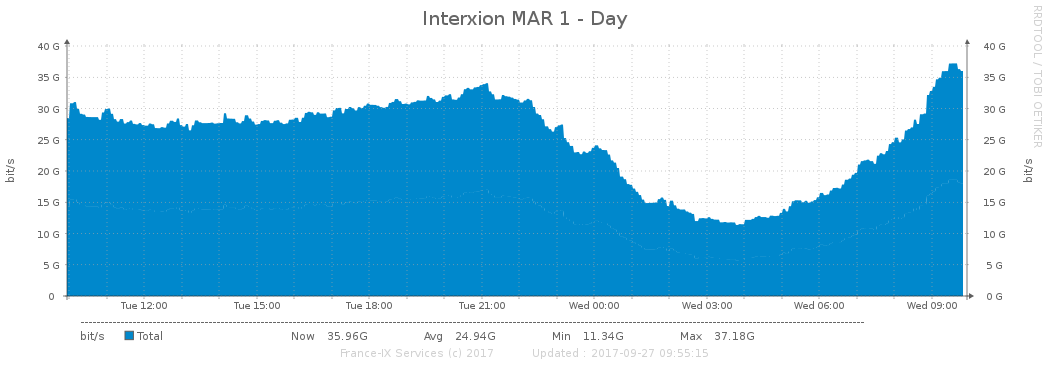 Interxion MAR 1 - Day
RRDTOOL / TOBI OETIKER
40 G 40 G
35 G 35 G
30 G 30 G
25 G 25 G
20 G 20 G
15 G 15 G
10 G 10 G
5 G 5 G
0 0 G
bit/s
bit/s
Tue 12:00 Tue 15:00 Tue 18:00 Tue 21:00 Wed 00:00 Wed 03:00 Wed 06:00 Wed 09:00
bit/s Total Now 35.96G Avg 24.94G Min 11.34G Max 37.18G
France-IX Services (c) 2017 Updated : 2017-09-27 09:55:15